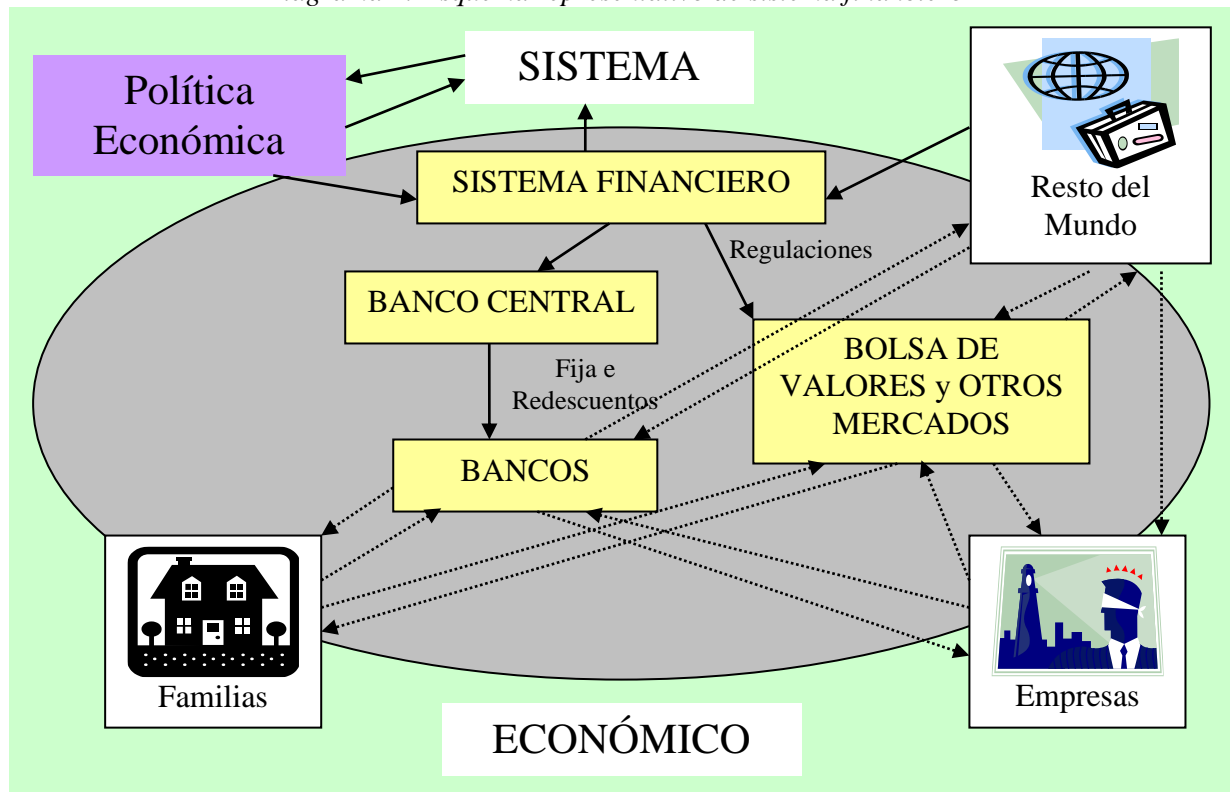 SISTEMA
Política
Económica
SISTEMA FINANCIERO
Resto del
Mundo
Regulaciones
BANCO CENTRAL
BOLSA DE
VALORES y OTROS
MERCADOS
Fija e
Redescuentos
BANCOS
Familias
Empresas
ECONÓMICO